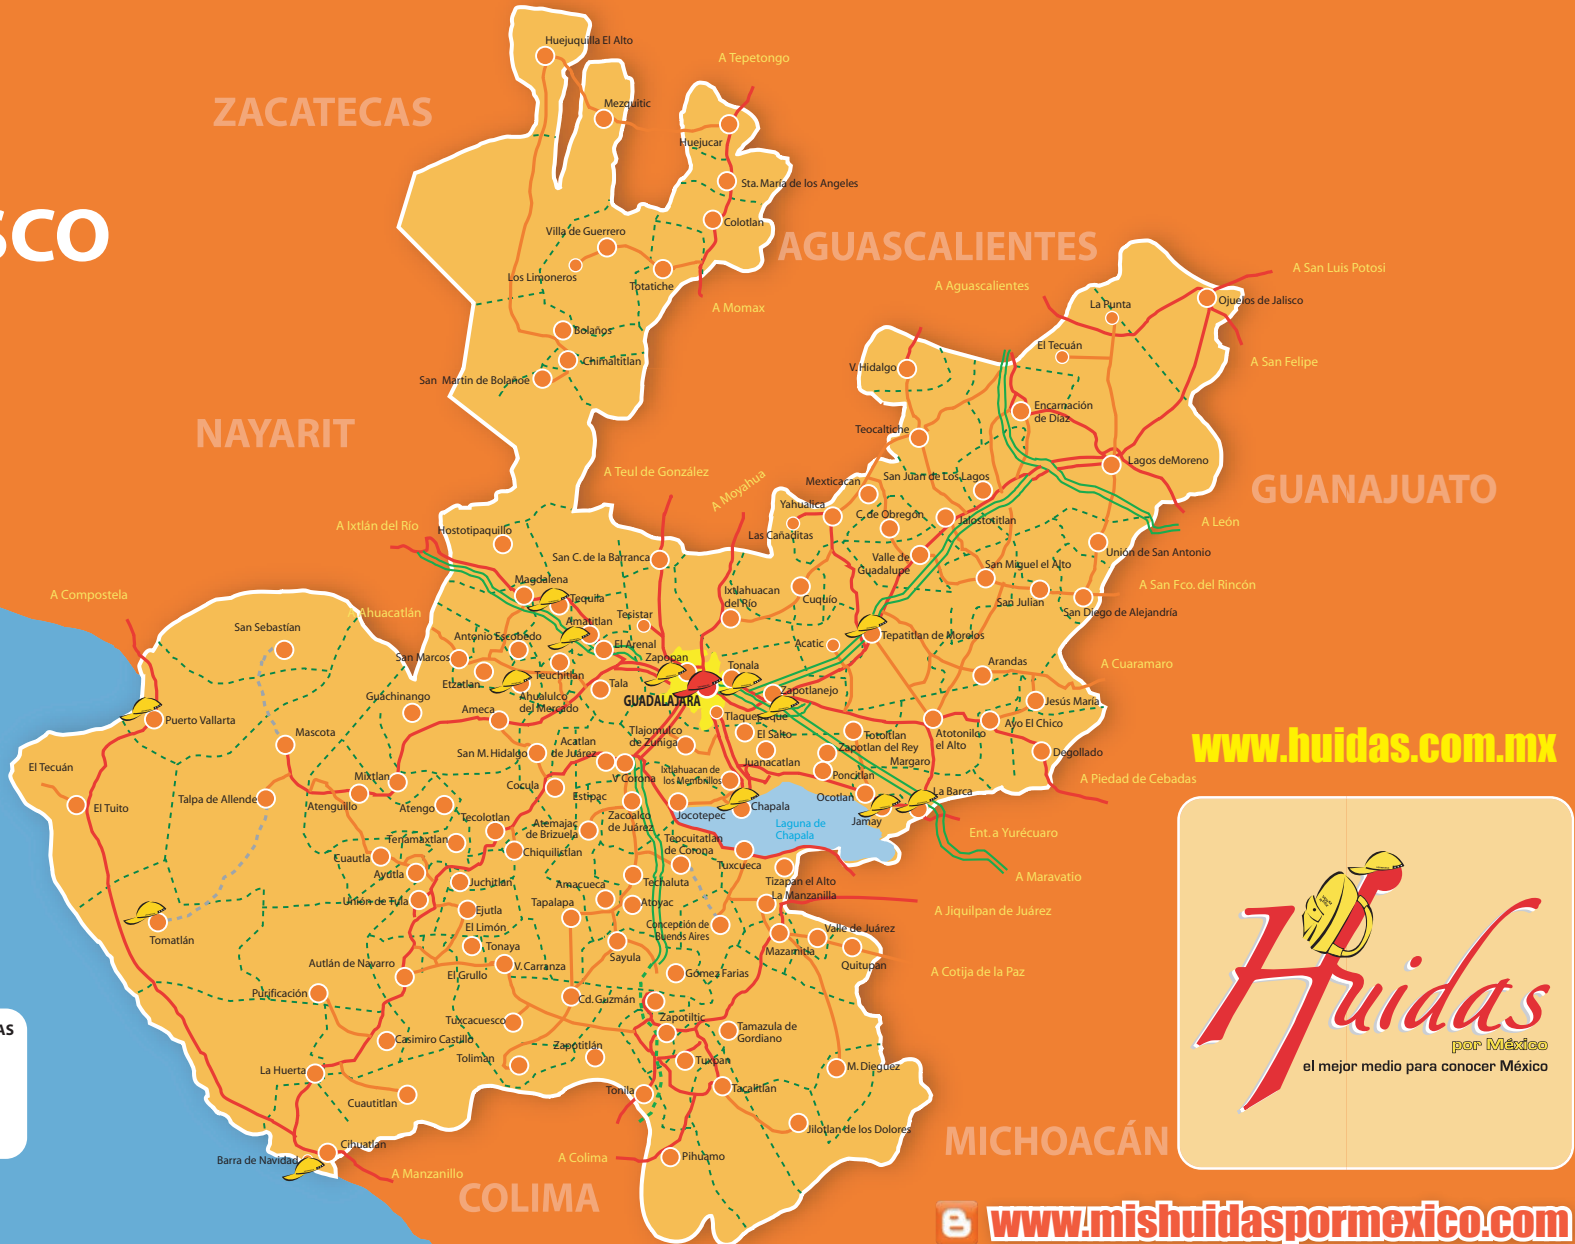 SCO
ZACATECAS
AGUASCALIENTES
NAYARIT
GUANAJUATO
MICHOACÁN
COLIMA
Huejuquilla El Alto
A Tepetongo
Mezquitic
Huejucar
Sta. María de los Angeles
Colotlan
Villa de Guerrero
Los Limoneros
Totatiche
A Momax
Bolaños
Chimaltitlan
San Martin de Bolañoe
A San Luis Potosi
A Aguascalientes
La Punta
Ojuelos de Jalisco
El Tecuán
A San Felipe
V. Hidalgo
Encarnación
de Díaz
Teocaltiche
Lagos deMoreno
A Teul de González
A Moyahua
Mexticacan
San Juan de Los Lagos
Yahualica
C. de Obregón
Jalostotitlan
Las Cañaditas
A León
A Ixtlán del Río
Hostotipaquillo
San C. de la Barranca
Valle de
Guadalupe
San Miguel el Alto
Unión de San Antonio
A San Fco. del Rincón
San Julian
San Diego de Alejandría
Magdalena
Tequila
Ixtlahuacan
del Río
Cuquío
A Compostela
A Ahuacatlán
San Sebastían
Antonio Escobedo
Amatitlan
Tesistar
El Arenal
Acatic
Tepatitlan de Morelos
San Marcos
Etzatlan
Teuchitlan
Zapopan
Tonala
Arandas
A Cuaramaro
Guachinango
Ahualulco
del Mercado
Tala
GUADALAJARA
Zapotlanejo
Jesús María
Puerto Vallarta
Ameca
Tlaquepaque
Ayo El Chico
Mascota
San M. Hidalgo
Acatlan
de Juárez
Tlajomulco
de Zuñiga
El Salto
Juanacatlan
Tototlan
Zapotlan del Rey
Margaro
Atotonilco
el Alto
Degollado
A Piedad de Cebadas
El Tecuán
El Tuito
Talpa de Allende
Mixtlan
Atenguillo
Atengo
Cocula
V Corona
Ixtlahuacan de
los Membrillos
Poncitlan
Ocotlan
La Barca
Jamay
Estipac
Zacoalco
de Juárez
Jocotepec
Chapala
Laguna de
Chapala
Ent. a Yurécuaro
Tecolotlan
Atemajac
de Brizuela
Tenamaxtlan
Chiquilistlan
Teocuitatlan
de Corona
Tuxcueca
Tizapan el Alto
A Maravatio
Cuautla
Ayutla
Juchitlan
Amacueca
Techaluta
La Manzanilla
A Jiquilpan de Juárez
Unión de Tula
Ejutla
Tapalapa
Atoyac
Concepción de
Buenos Aires
Valle de Juárez
Mazamitla
Quitupan
Tomatlán
El Limón
Tonaya
Sayula
A Cotija de la Paz
Autlán de Navarro
El Grullo
V. Carranza
Gómez Farias
Purificación
Cd. Guzmán
Tuxcacuesco
Zapotiltic
Tamazula de
Gordiano
Casimiro Castillo
Toliman
Zapotitlán
Tuxpan
M. Dieguez
La Huerta
Cuautitlan
Tonila
Tacalitlan
Jilotlan de los Dolores
Cihuatlan
Barra de Navidad
A Manzanillo
A Colima
Pihuamo
AS
www.huidas.com.mx
Huidas
por México
el mejor medio para conocer México
www.mishuidaspormexico.com